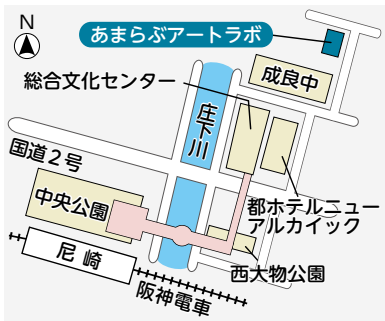 N
あまらぶアートラボ
成良中
総合文化センター
庄下川
国道2号
都ホテルニュー
アルカイック
中央公園
尼崎
西大物公園
阪神電車